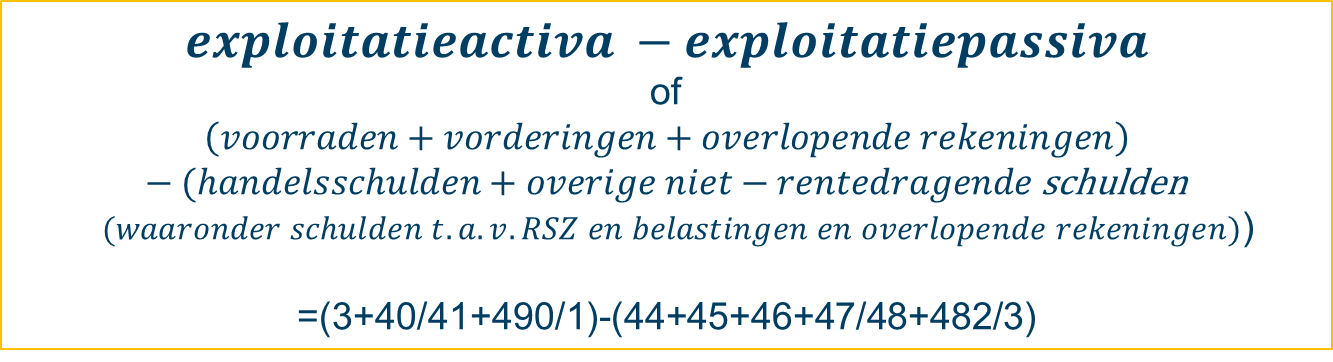 exploitatieactiva − exploitatiepassiva
of
(voorraden + vorderingen + overlopende rekeningen)
− (handelsschulden + overige niet − rentedragende schulden
(waaronder schulden t. a. v. RSZ en belastingen en overlopende rekeningen))
=(3+40/41+490/1)-(44+45+46+47/48+482/3)